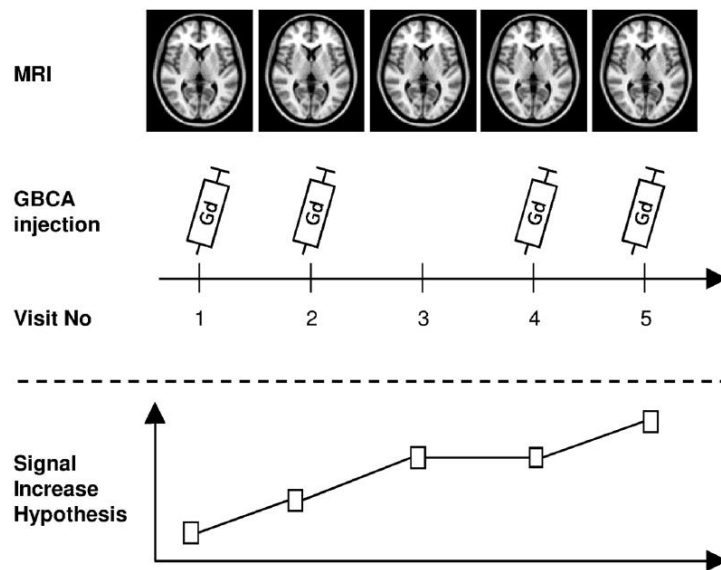 MRI
GBCA
injection
Gd
Gd
Gd
Gd
Visit No
1 2 3 4 5
Signal
Increase
Hypothesis